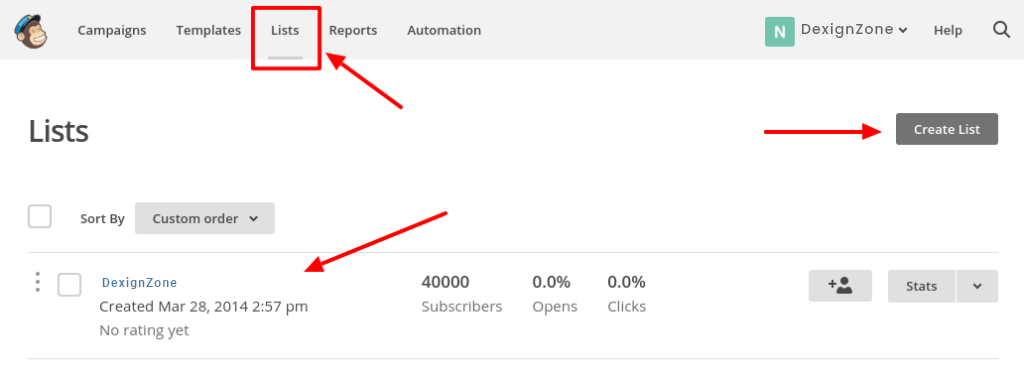 Campaigns Templates Lists Reports Automation N DexignZone Help
Lists
Create List
Sort By Custom order
DexignZone 40000 0.0% 0.0%
Created Mar 28, 2014 2:57 pm Subscribers Opens Clicks Stats
No rating yet